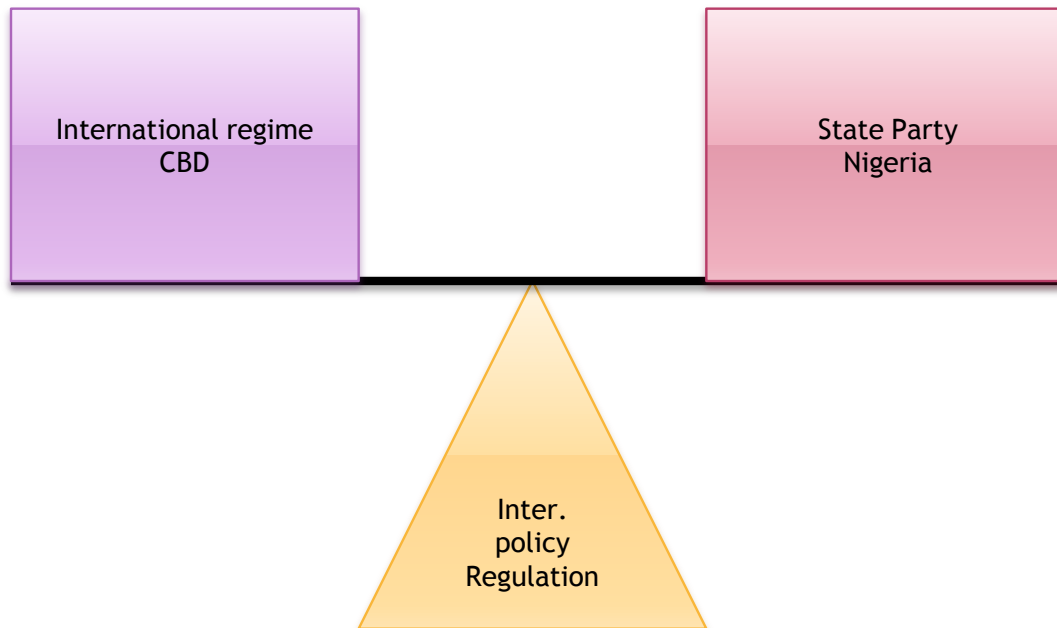 International regime
CBD
State Party
Nigeria
Inter.
policy
Regulation